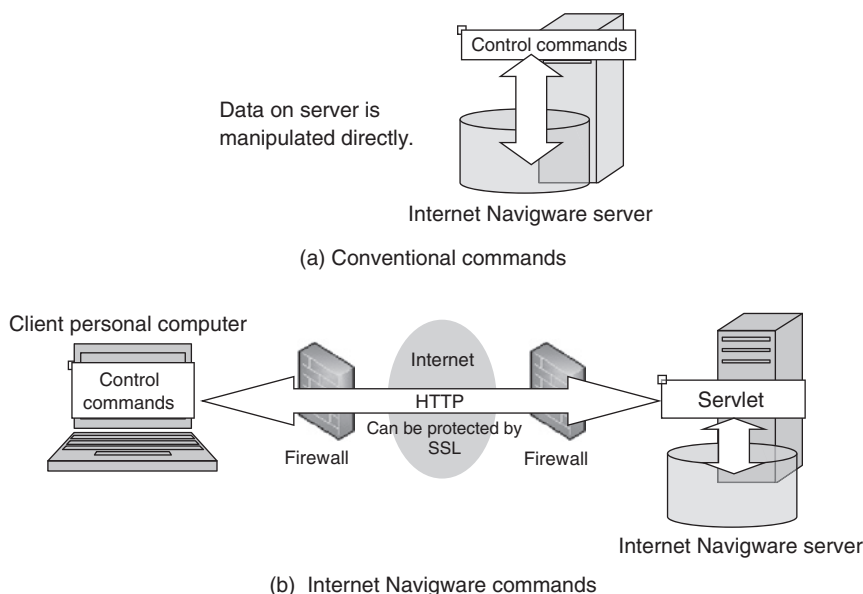 Control commands
Data on server is
manipulated directly.
Internet Navigware server
(a) Conventional commands
Client personal computer
Control
commands
Firewall
Internet
HTTP
Can be protected by
SSL
Firewall
Servlet
Internet Navigware server
(b) Internet Navigware commands